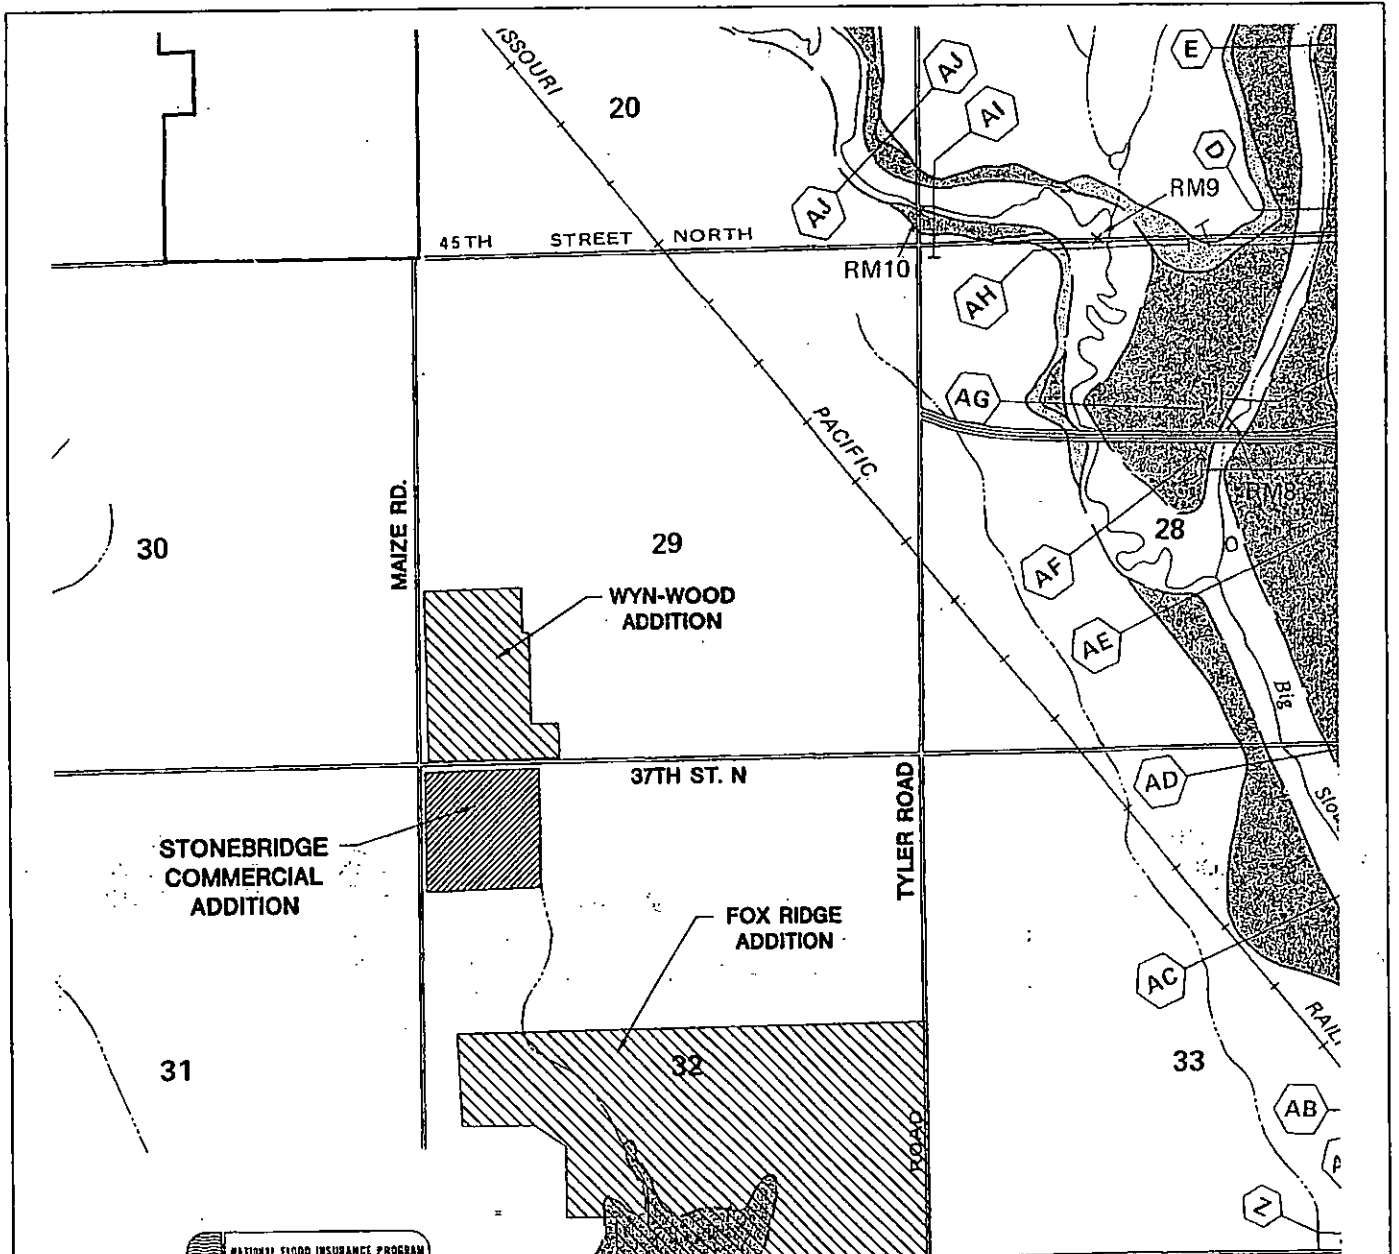 ISSOURI
20
AJ
AI
E
D
AJ
RM9
45TH STREET NORTH
RM10
AH
AG
PACIFIC
MAIZE RD.
30
29
RM8
28
AF
WYN-WOOD
ADDITION
AE
Big
37TH ST. N
AD
Slou
TYLER ROAD
STONEBRIDGE
COMMERCIAL
ADDITION
FOX RIDGE
ADDITION
AC
RAIL
31
32
33
AB
A
ROAD
Z
NATIONAL FLOOD INSURANCE PROGRAM